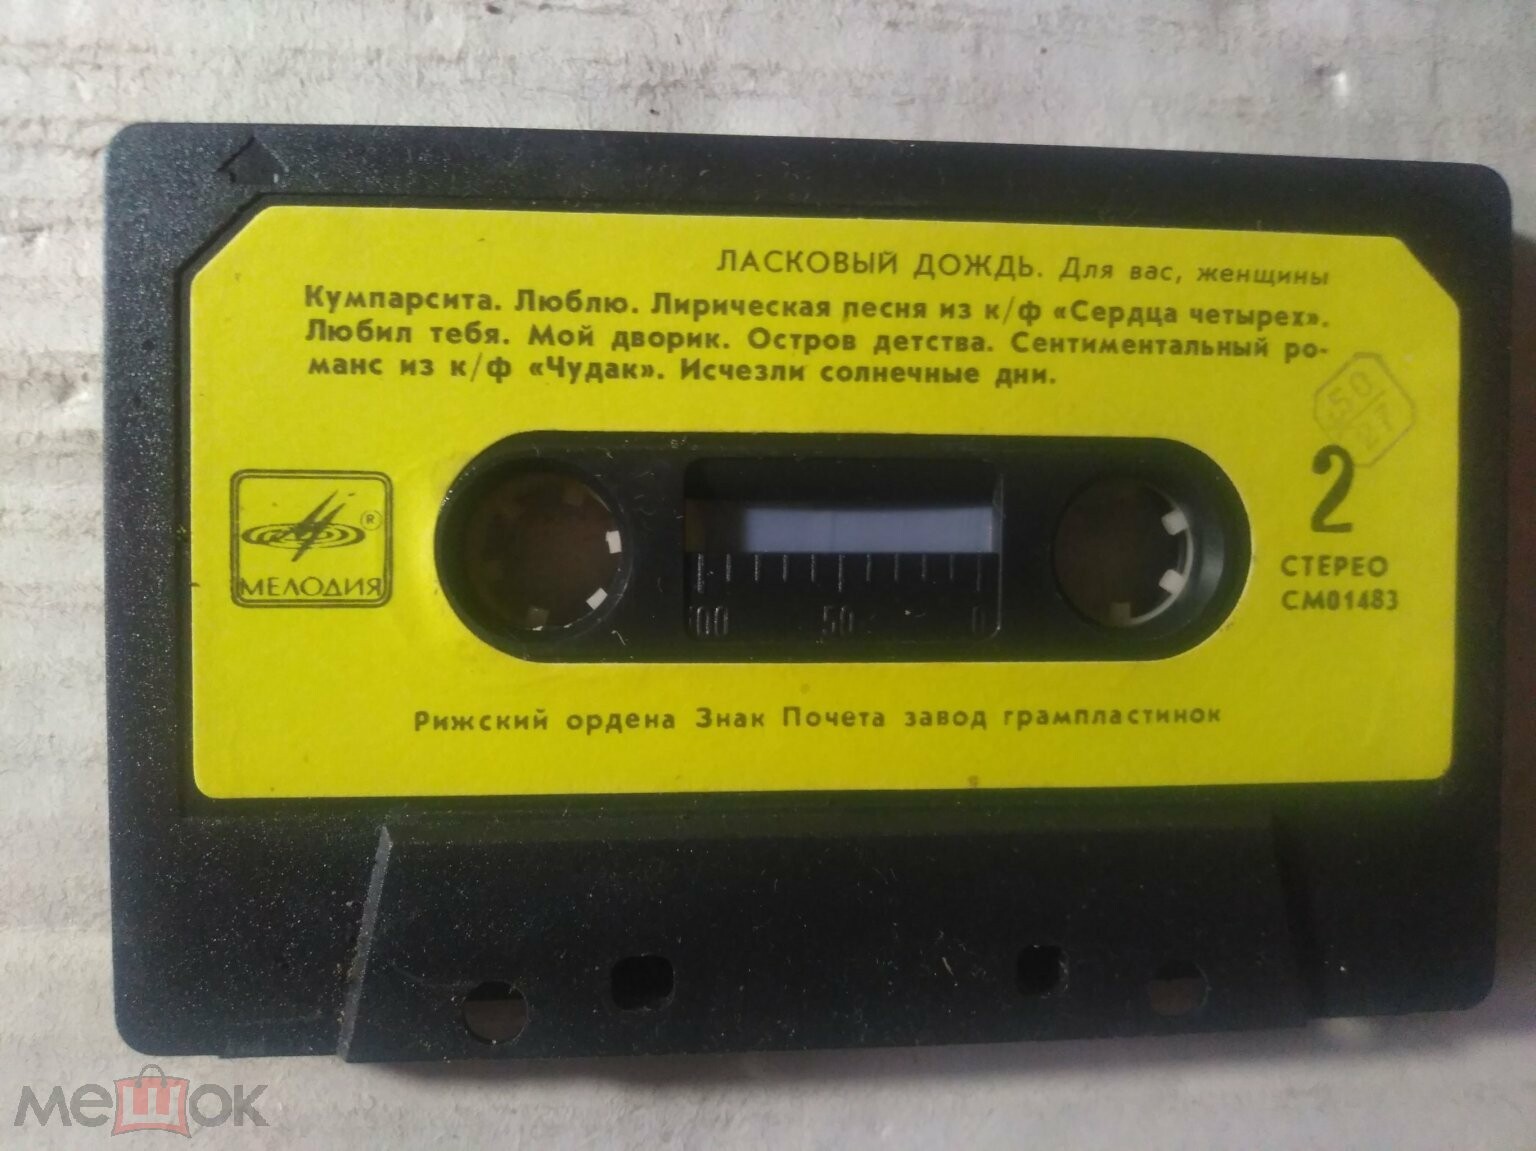 ЛАСКОВЫЙ ДОЖДЬ. Для вас, женщины
Кумпарсита. Люблю. Лирическая песня из к/ф «Сердца четырех».
Любил тебя. Мой дворик. Остров детства. Сентиментальный ро-
манс из к/ф «Чудак». Исчезли солнечные дни.
МЕЛОДИЯ ®
100 50 0
2
СТЕРЕО
СМ01483
Рижский ордена Знак Почета завод грампластинок
мешок